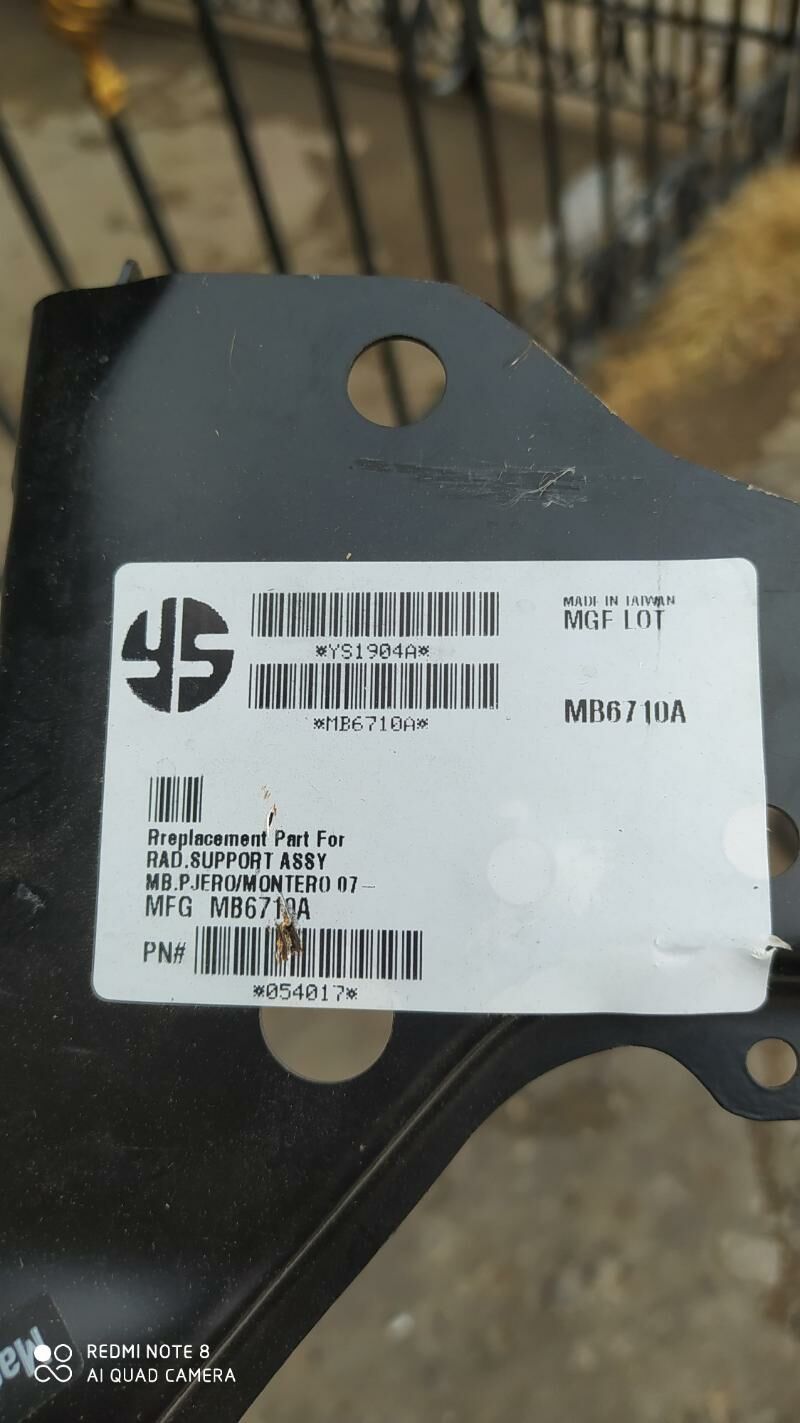 YS
*YS1904A*
MADE IN TAIWAN
MGF LOT
*MB6710A*
MB6710A
Rreplacement Part For
RAD.SUPPORT ASSY
MB.PJERO/MONTERO 07-
MFG MB6710A
PN#
*054017*
Ma
REDMI NOTE 8
AI QUAD CAMERA